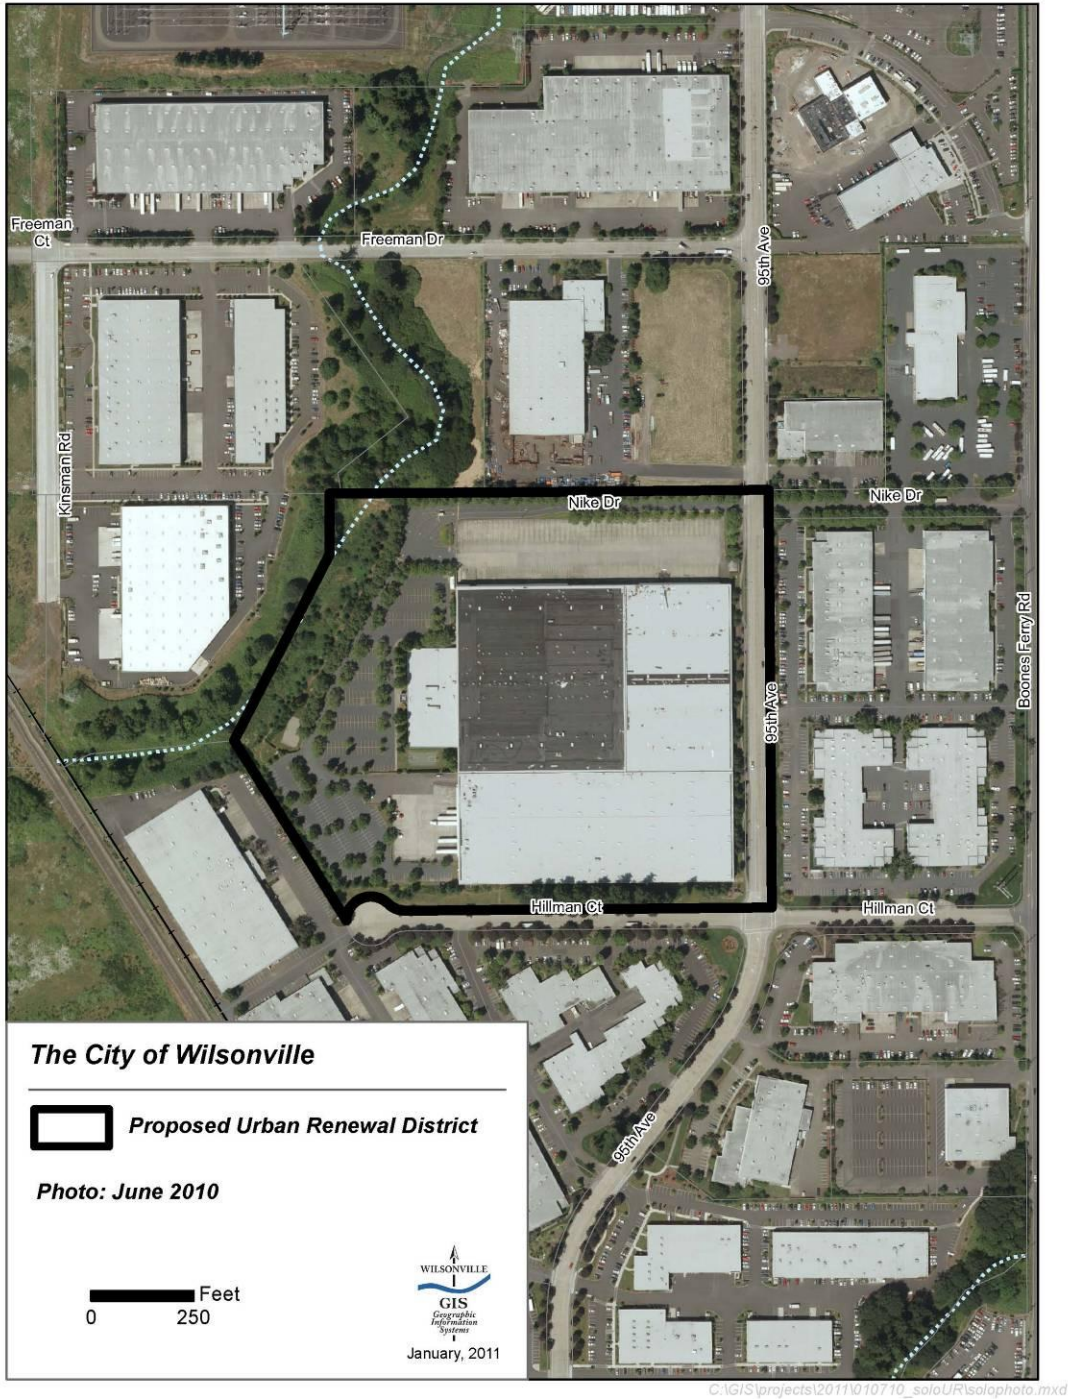 Freeman
Ct
Freeman Dr
95th Ave
Kinsman Rd
Nike Dr
Nike Dr
Boones Ferry Rd
95th Ave
Hillman Ct
Hillman Ct
95th Ave
The City of Wilsonville
Proposed Urban Renewal District
Photo: June 2010
Feet
0 250
WILSONVILLE
GIS
Geographic
Information
Systems
January, 2011
C:\GIS\projects\2011\010710_soloUR\solophoto.mxd